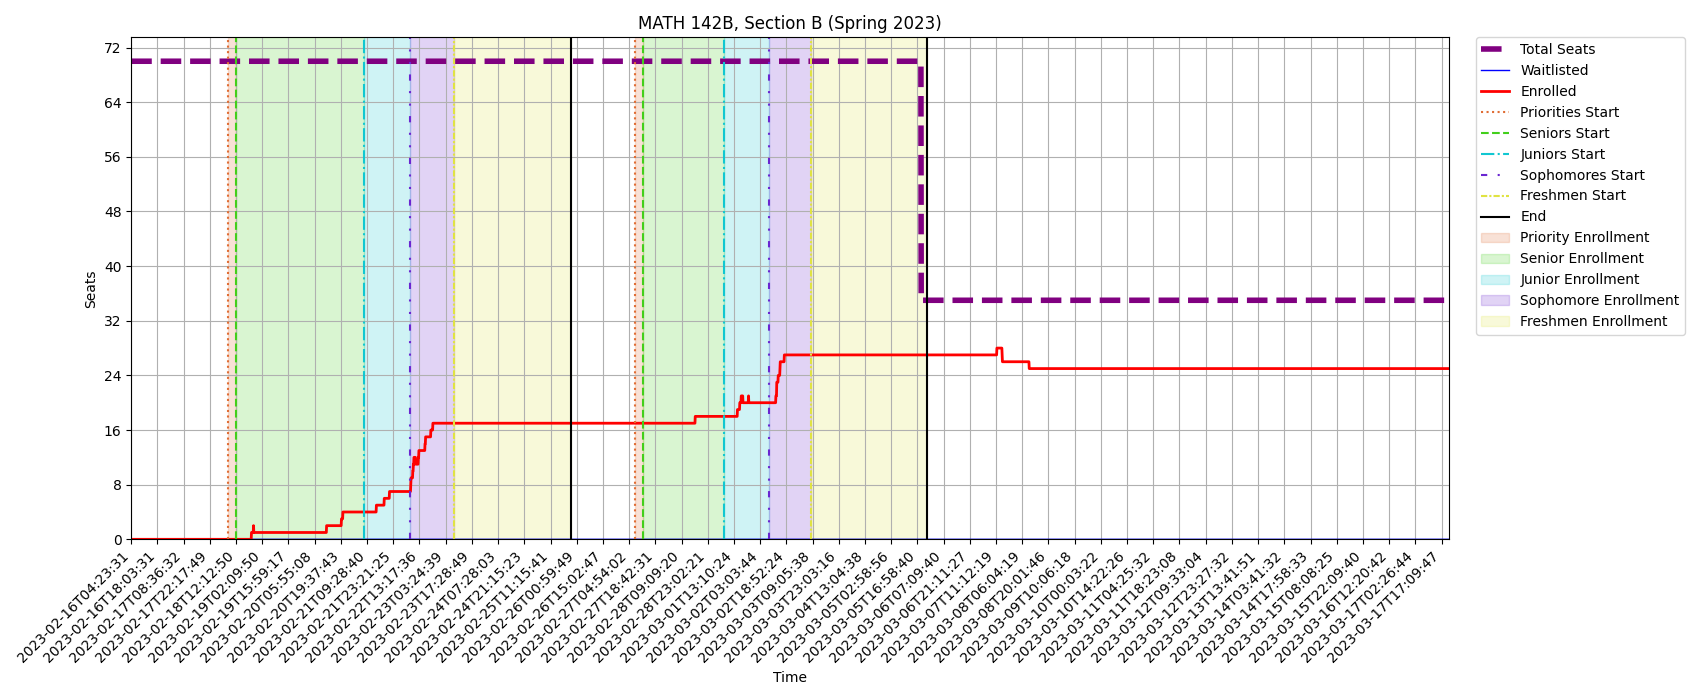 MATH 142B, Section B (Spring 2023)
Seats
72
64
56
48
40
32
24
16
8
0
2023-02-16T04:23:31
2023-02-16T18:03:31
2023-02-17T08:36:32
2023-02-17T22:17:49
2023-02-18T12:12:50
2023-02-19T02:09:50
2023-02-19T15:59:17
2023-02-20T05:55:08
2023-02-20T19:37:43
2023-02-21T09:28:40
2023-02-21T23:21:25
2023-02-22T13:17:36
2023-02-23T03:24:39
2023-02-23T17:28:49
2023-02-24T07:28:03
2023-02-24T21:15:23
2023-02-25T11:15:41
2023-02-26T00:59:49
2023-02-26T15:02:47
2023-02-27T04:54:02
2023-02-27T18:42:31
2023-02-28T09:09:20
2023-02-28T23:02:21
2023-03-01T13:10:24
2023-03-02T03:03:44
2023-03-02T18:52:24
2023-03-03T09:05:38
2023-03-03T23:03:16
2023-03-04T13:04:38
2023-03-05T02:58:56
2023-03-05T16:58:40
2023-03-06T07:09:40
2023-03-06T21:11:27
2023-03-07T11:12:19
2023-03-08T06:04:19
2023-03-08T20:01:46
2023-03-09T10:06:18
2023-03-10T00:03:22
2023-03-10T14:22:26
2023-03-11T04:25:32
2023-03-11T18:23:08
2023-03-12T09:33:04
2023-03-12T23:27:32
2023-03-13T13:41:51
2023-03-14T03:41:32
2023-03-14T17:58:33
2023-03-15T08:08:25
2023-03-15T22:09:40
2023-03-16T12:20:42
2023-03-17T02:26:44
2023-03-17T17:09:47
Time
Total Seats
Waitlisted
Enrolled
Priorities Start
Seniors Start
Juniors Start
Sophomores Start
Freshmen Start
End
Priority Enrollment
Senior Enrollment
Junior Enrollment
Sophomore Enrollment
Freshmen Enrollment